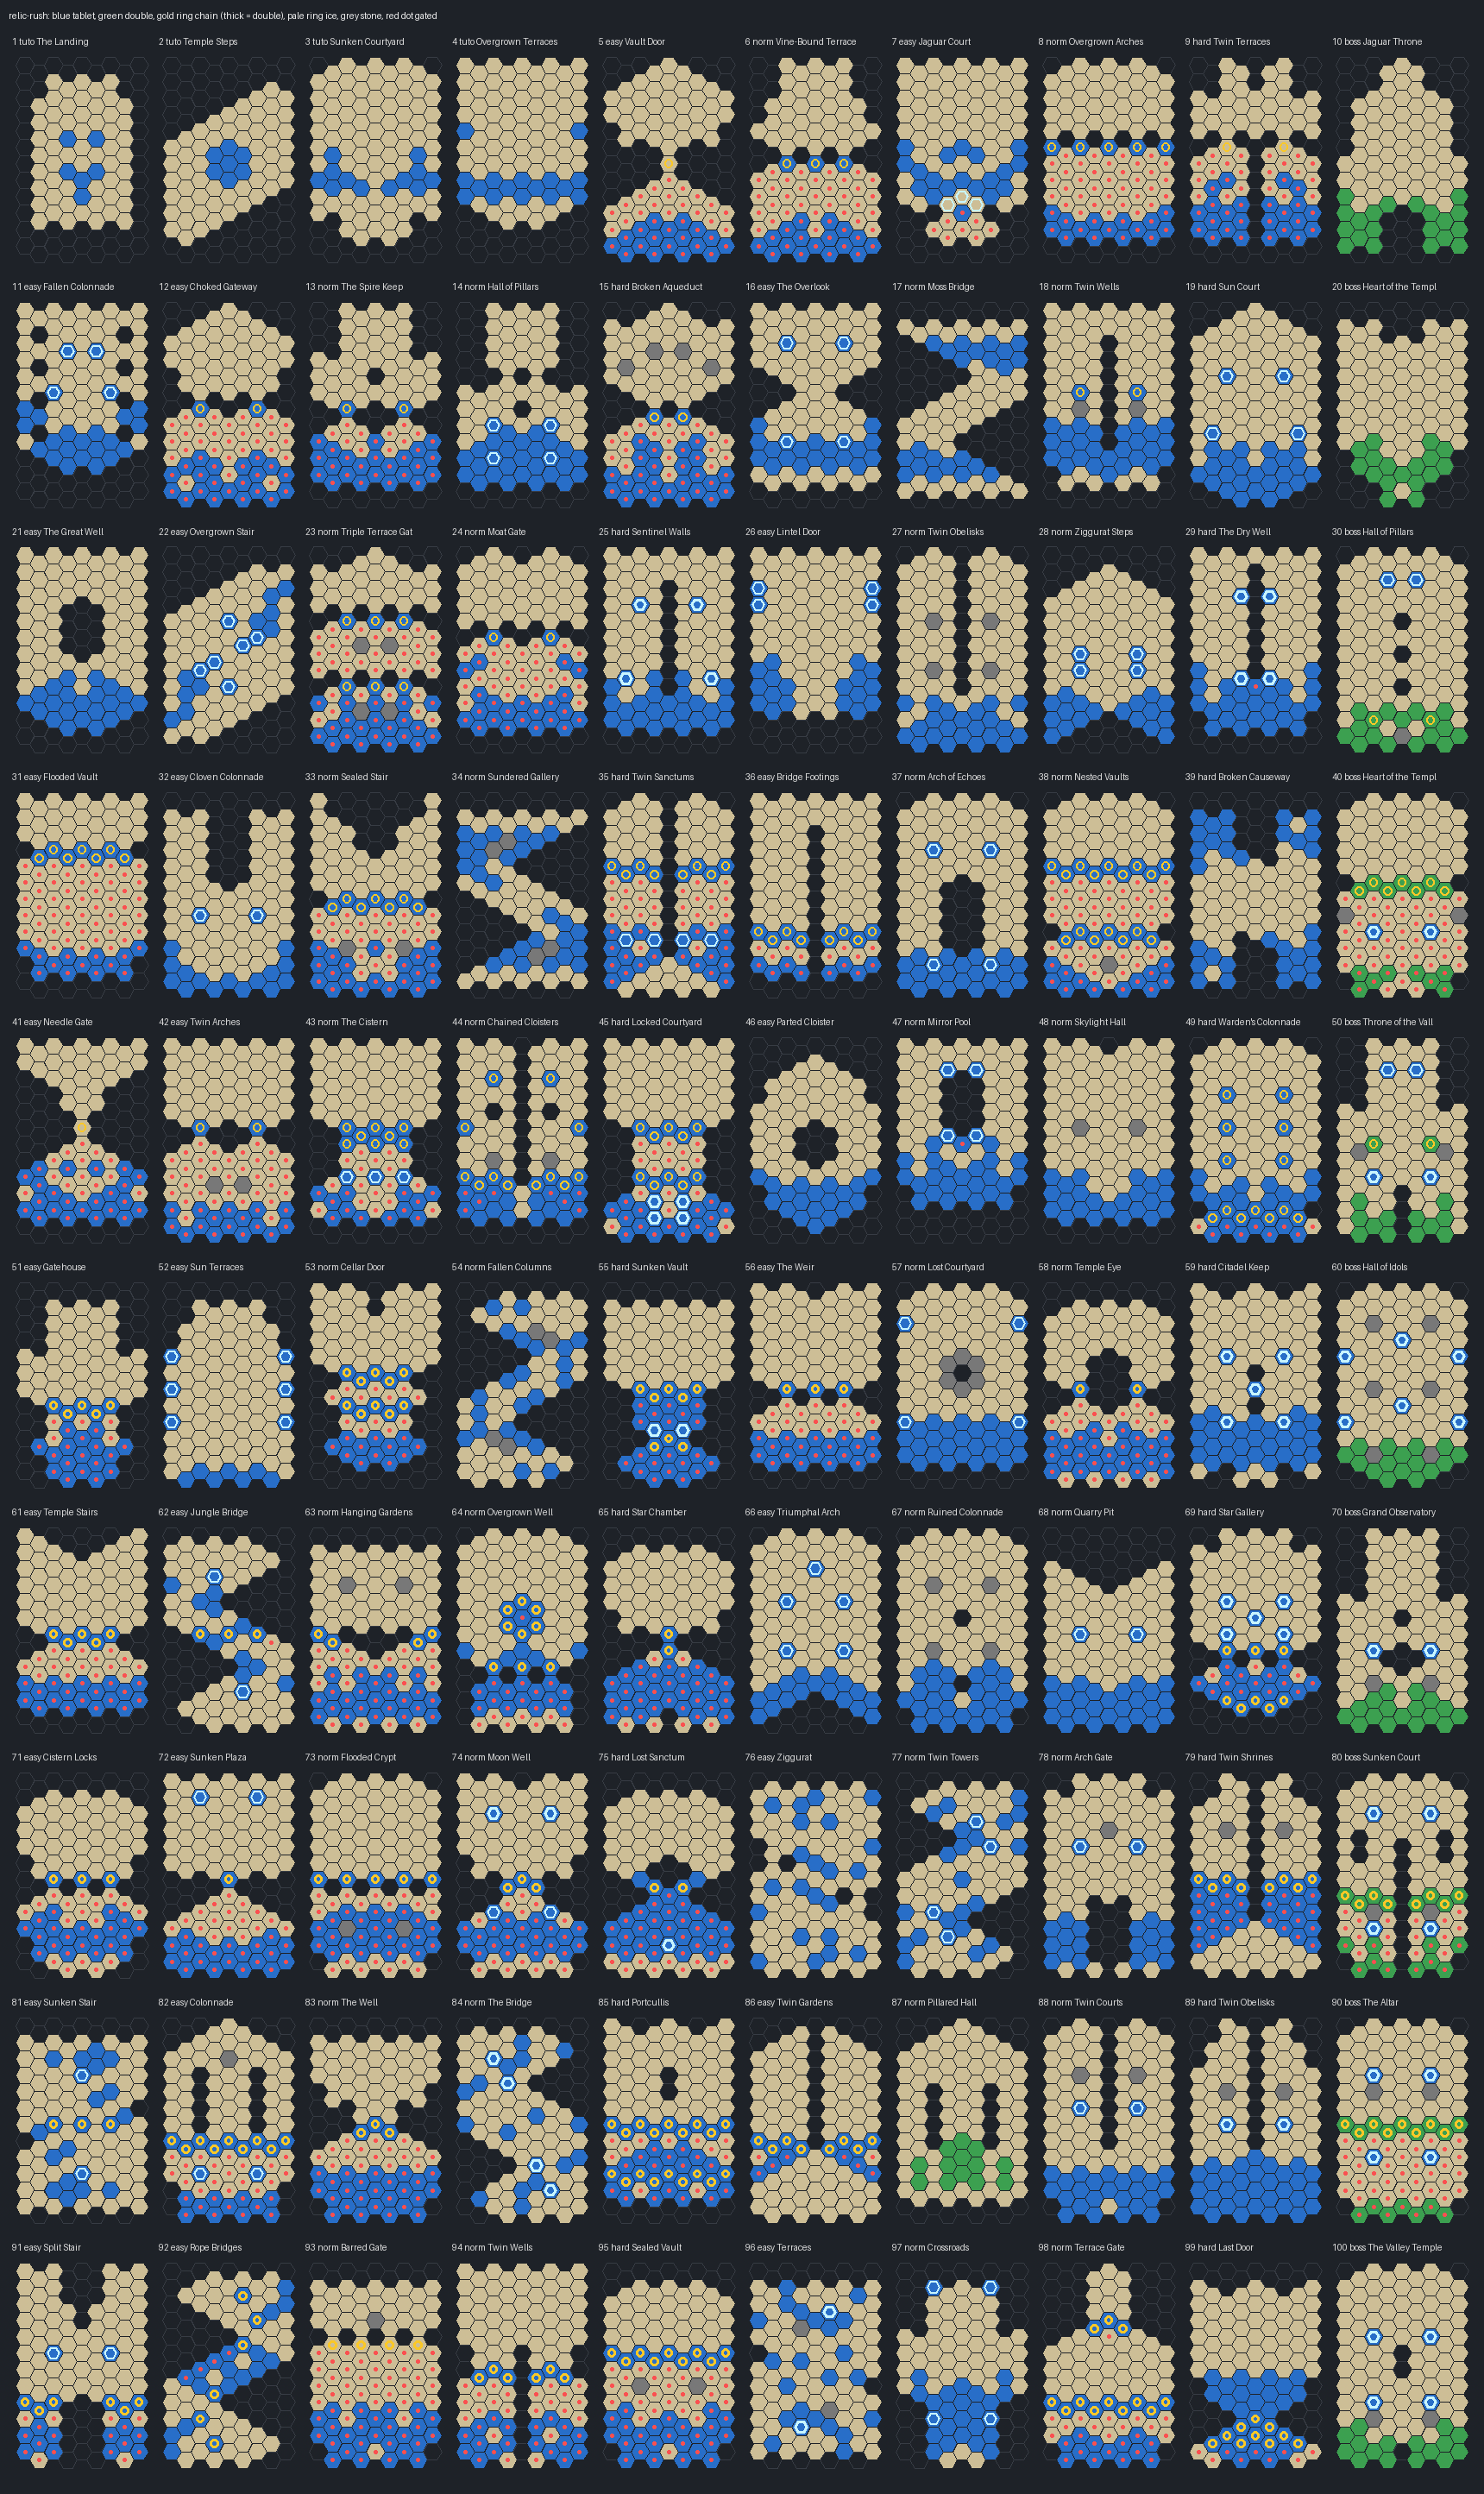 relic-rush: blue tablet, green double, gold ring chain (thick = double), pale ring ice, grey stone, red dot gated
1 tuto The Landing
2 tuto Temple Steps
3 tuto Sunken Courtyard
4 tuto Overgrown Terraces
5 easy Vault Door
6 norm Vine-Bound Terrace
7 easy Jaguar Court
8 norm Overgrown Arches
9 hard Twin Terraces
10 boss Jaguar Throne
11 easy Fallen Colonnade
12 easy Choked Gateway
13 norm The Spire Keep
14 norm Hall of Pillars
15 hard Broken Aqueduct
16 easy The Overlook
17 norm Moss Bridge
18 norm Twin Wells
19 hard Sun Court
20 boss Heart of the Templ
21 easy The Great Well
22 easy Overgrown Stair
23 norm Triple Terrace Gat
24 norm Moat Gate
25 hard Sentinel Walls
26 easy Lintel Door
27 norm Twin Obelisks
28 norm Ziggurat Steps
29 hard The Dry Well
30 boss Hall of Pillars
31 easy Flooded Vault
32 easy Cloven Colonnade
33 norm Sealed Stair
34 norm Sundered Gallery
35 hard Twin Sanctums
36 easy Bridge Footings
37 norm Arch of Echoes
38 norm Nested Vaults
39 hard Broken Causeway
40 boss Heart of the Templ
41 easy Needle Gate
42 easy Twin Arches
43 norm The Cistern
44 norm Chained Cloisters
45 hard Locked Courtyard
46 easy Parted Cloister
47 norm Mirror Pool
48 norm Skylight Hall
49 hard Warden's Colonnade
50 boss Throne of the Vall
51 easy Gatehouse
52 easy Sun Terraces
53 norm Cellar Door
54 norm Fallen Columns
55 hard Sunken Vault
56 easy The Weir
57 norm Lost Courtyard
58 norm Temple Eye
59 hard Citadel Keep
60 boss Hall of Idols
61 easy Temple Stairs
62 easy Jungle Bridge
63 norm Hanging Gardens
64 norm Overgrown Well
65 hard Star Chamber
66 easy Triumphal Arch
67 norm Ruined Colonnade
68 norm Quarry Pit
69 hard Star Gallery
70 boss Grand Observatory
71 easy Cistern Locks
72 easy Sunken Plaza
73 norm Flooded Crypt
74 norm Moon Well
75 hard Lost Sanctum
76 easy Ziggurat
77 norm Twin Towers
78 norm Arch Gate
79 hard Twin Shrines
80 boss Sunken Court
81 easy Sunken Stair
82 easy Colonnade
83 norm The Well
84 norm The Bridge
85 hard Portcullis
86 easy Twin Gardens
87 norm Pillared Hall
88 norm Twin Courts
89 hard Twin Obelisks
90 boss The Altar
91 easy Split Stair
92 easy Rope Bridges
93 norm Barred Gate
94 norm Twin Wells
95 hard Sealed Vault
96 easy Terraces
97 norm Crossroads
98 norm Terrace Gate
99 hard Last Door
100 boss The Valley Temple